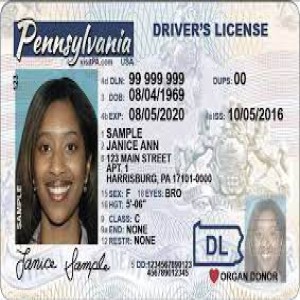 Pennsylvania
DRIVER'S LICENSE
visitPA.com USA
4d DLN: 99 999 999 DUPS: 00
3 DOB: 08/04/1969
4b EXP: 08/05/2020 4a ISS: 10/05/2016
1 SAMPLE
2 JANICE ANN
8 123 MAIN STREET
APT. 1
HARRISBURG, PA 17101-0000
15 SEX: F 18 EYES: BRO
16 HGT: 5'-06"
9 CLASS: C
9a END: NONE
12 RESTR: NONE
SAMPLE
123
Janice Sample
5 DD: 1234567890123
456789012345
DL
ORGAN DONOR